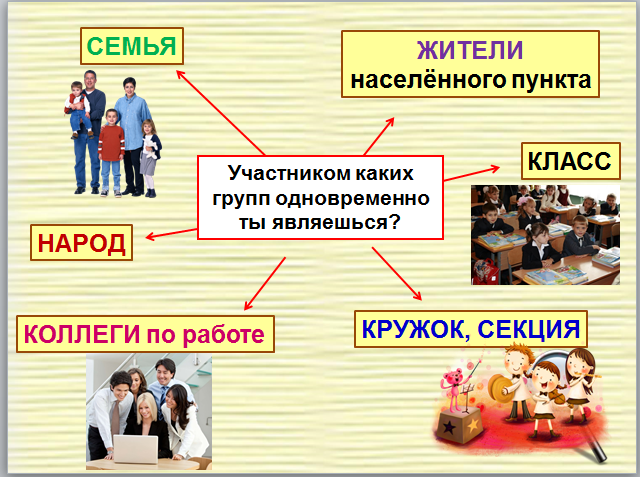 СЕМЬЯ
ЖИТЕЛИ
населённого пункта
Участником каких
групп одновременно
ты являешься?
КЛАСС
НАРОД
КОЛЛЕГИ по работе
КРУЖОК, СЕКЦИЯ